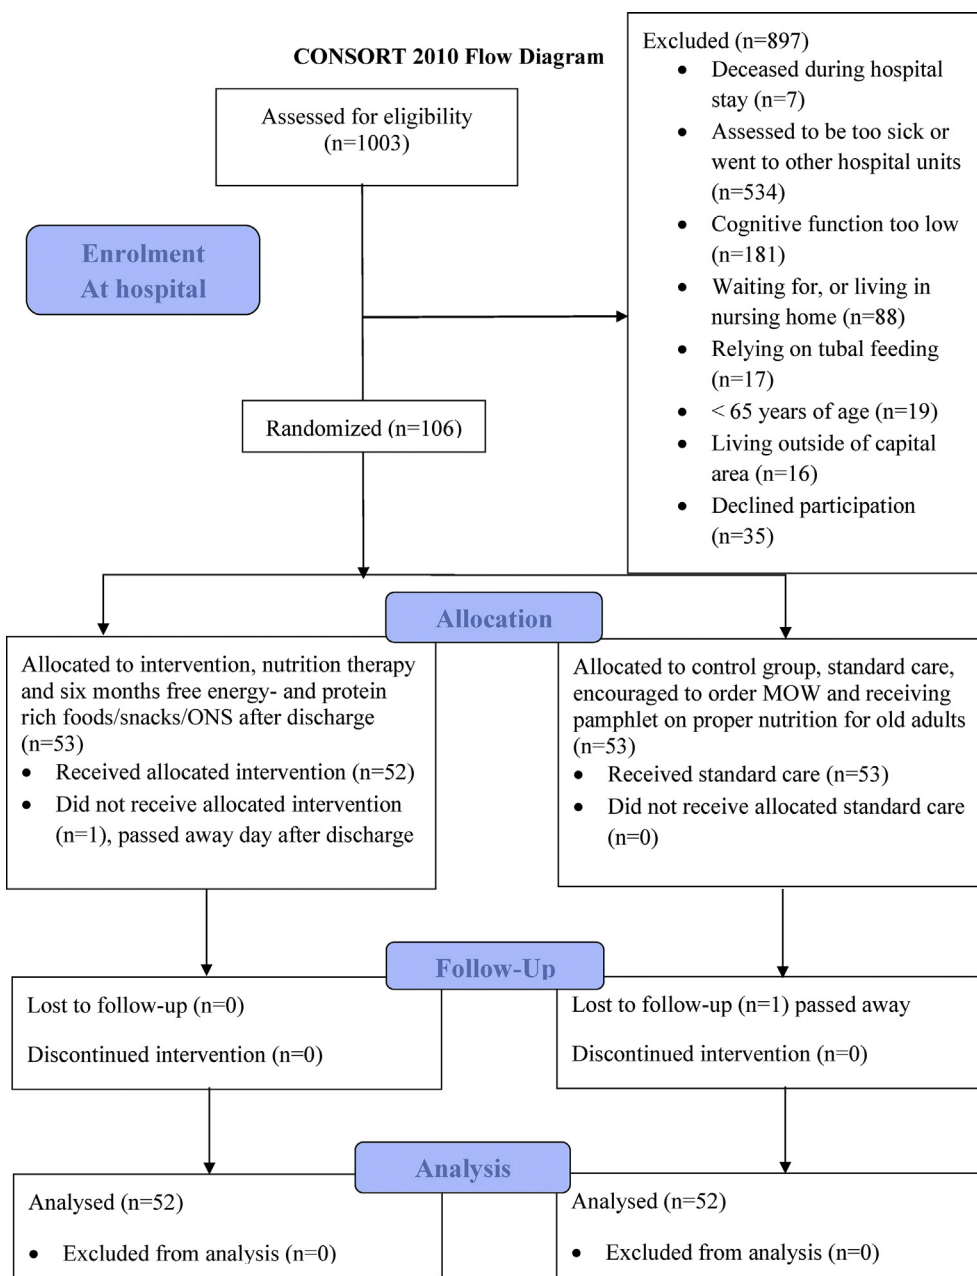 CONSORT 2010 Flow Diagram
Assessed for eligibility
(n=1003)
Excluded (n=897)
• Deceased during hospital
stay (n=7)
• Assessed to be too sick or
went to other hospital units
(n=534)
• Cognitive function too low
(n=181)
• Waiting for, or living in
nursing home (n=88)
• Relying on tubal feeding
(n=17)
• < 65 years of age (n=19)
• Living outside of capital
area (n=16)
• Declined participation
(n=35)
Enrolment
At hospital
Randomized (n=106)
Allocation
Allocated to intervention, nutrition therapy
and six months free energy- and protein
rich foods/snacks/ONS after discharge
(n=53)
• Received allocated intervention (n=52)
• Did not receive allocated intervention
(n=1), passed away day after discharge
Allocated to control group, standard care,
encouraged to order MOW and receiving
pamphlet on proper nutrition for old adults
(n=53)
• Received standard care (n=53)
• Did not receive allocated standard care
(n=0)
Follow-Up
Lost to follow-up (n=0)
Discontinued intervention (n=0)
Lost to follow-up (n=1) passed away
Discontinued intervention (n=0)
Analysis
Analysed (n=52)
• Excluded from analysis (n=0)
Analysed (n=52)
• Excluded from analysis (n=0)